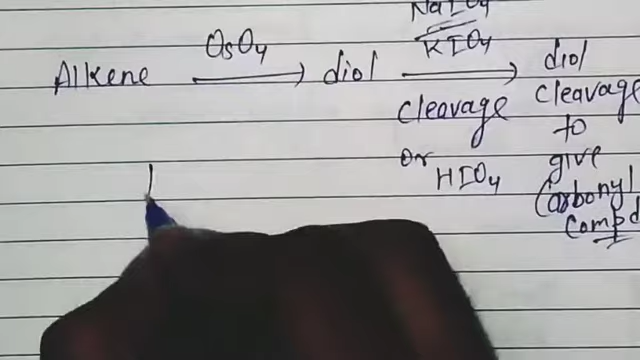 NaIO4
Alkene OsO4 diol KIO4 diol
cleavage cleavage
to
or HIO4 give
Carbonyl
Compd